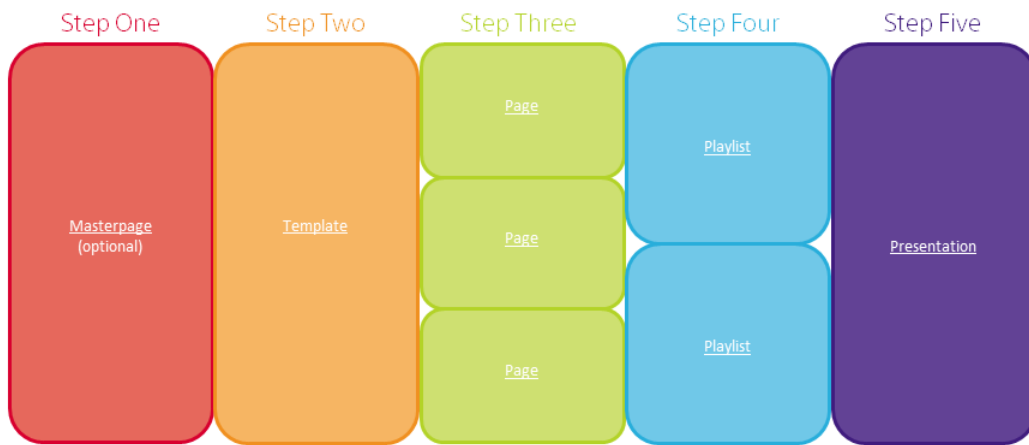 Step One
Step Two
Step Three
Step Four
Step Five
Masterpage
(optional)
Template
Page
Page
Page
Playlist
Playlist
Presentation